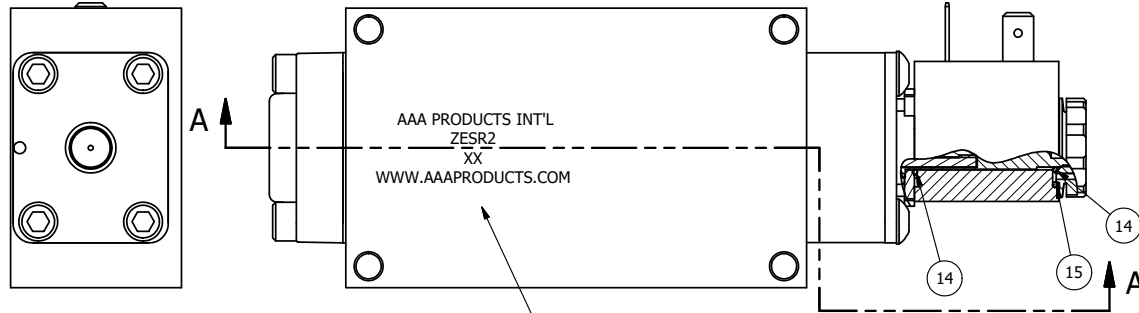 A
AAA PRODUCTS INT'L
ZESR2
XX
WWW.AAAPRODUCTS.COM
14
14
15
A